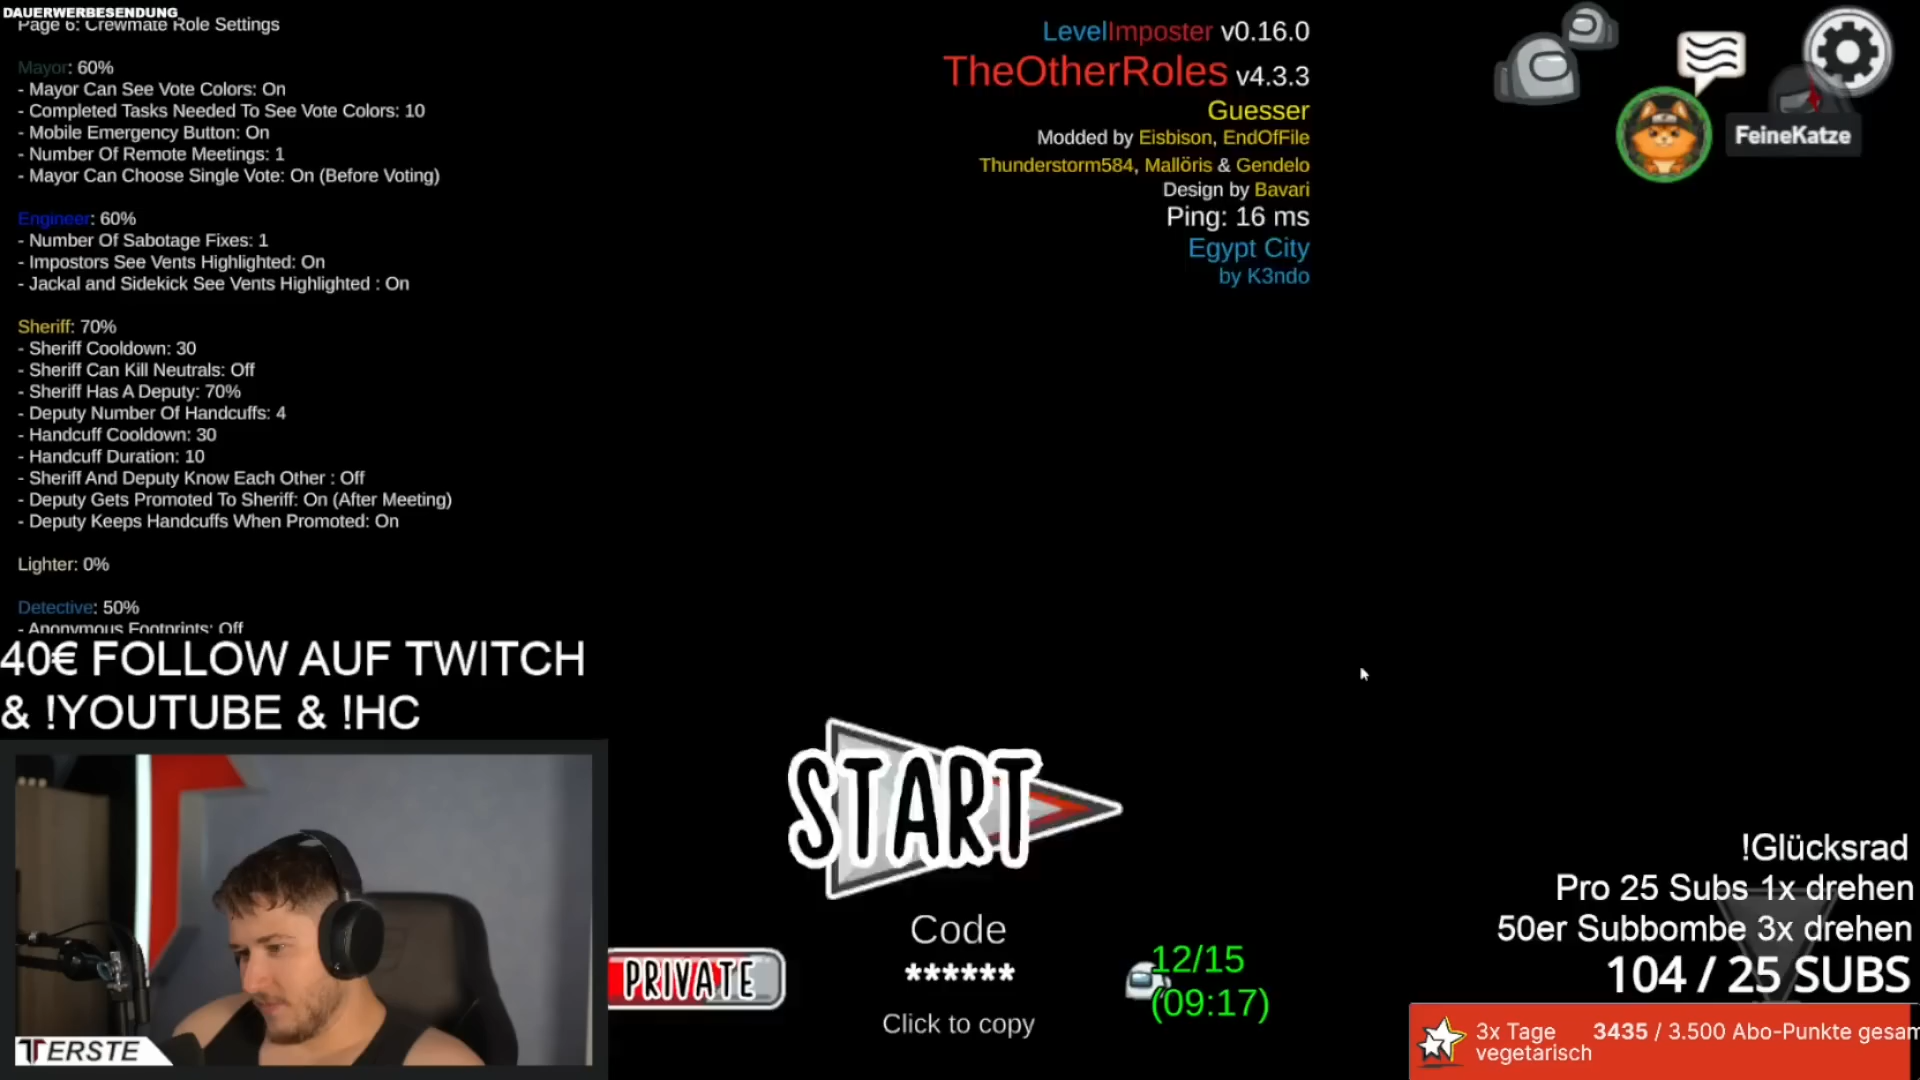 DAUERWERBESENDUNG
Page 6: Crewmate Role Settings
Mayor: 60%
- Mayor Can See Vote Colors: On
- Completed Tasks Needed To See Vote Colors: 10
- Mobile Emergency Button: On
- Number Of Remote Meetings: 1
- Mayor Can Choose Single Vote: On (Before Voting)
Engineer: 60%
- Number Of Sabotage Fixes: 1
- Impostors See Vents Highlighted: On
- Jackal and Sidekick See Vents Highlighted : On
Sheriff: 70%
- Sheriff Cooldown: 30
- Sheriff Can Kill Neutrals: Off
- Sheriff Has A Deputy: 70%
- Deputy Number Of Handcuffs: 4
- Handcuff Cooldown: 30
- Handcuff Duration: 10
- Sheriff And Deputy Know Each Other : Off
- Deputy Gets Promoted To Sheriff: On (After Meeting)
- Deputy Keeps Handcuffs When Promoted: On
Lighter: 0%
Detective: 50%
- Anonymous Footprints: Off
40€ FOLLOW AUF TWITCH
& !YOUTUBE & !HC
TERSTE
LevelImposter v0.16.0
TheOtherRoles v4.3.3
Guesser
Modded by Eisbison, EndOfFile
Thunderstorm584, Mallöris & Gendelo
Design by Bavari
Ping: 16 ms
Egypt City
by K3ndo
FeineKatze
START
Code
******
Click to copy
PRIVATE
12/15
(09:17)
!Glücksrad
Pro 25 Subs 1x drehen
50er Subbombe 3x drehen
104 / 25 SUBS
3x Tage vegetarisch
3435 / 3.500 Abo-Punkte gesam